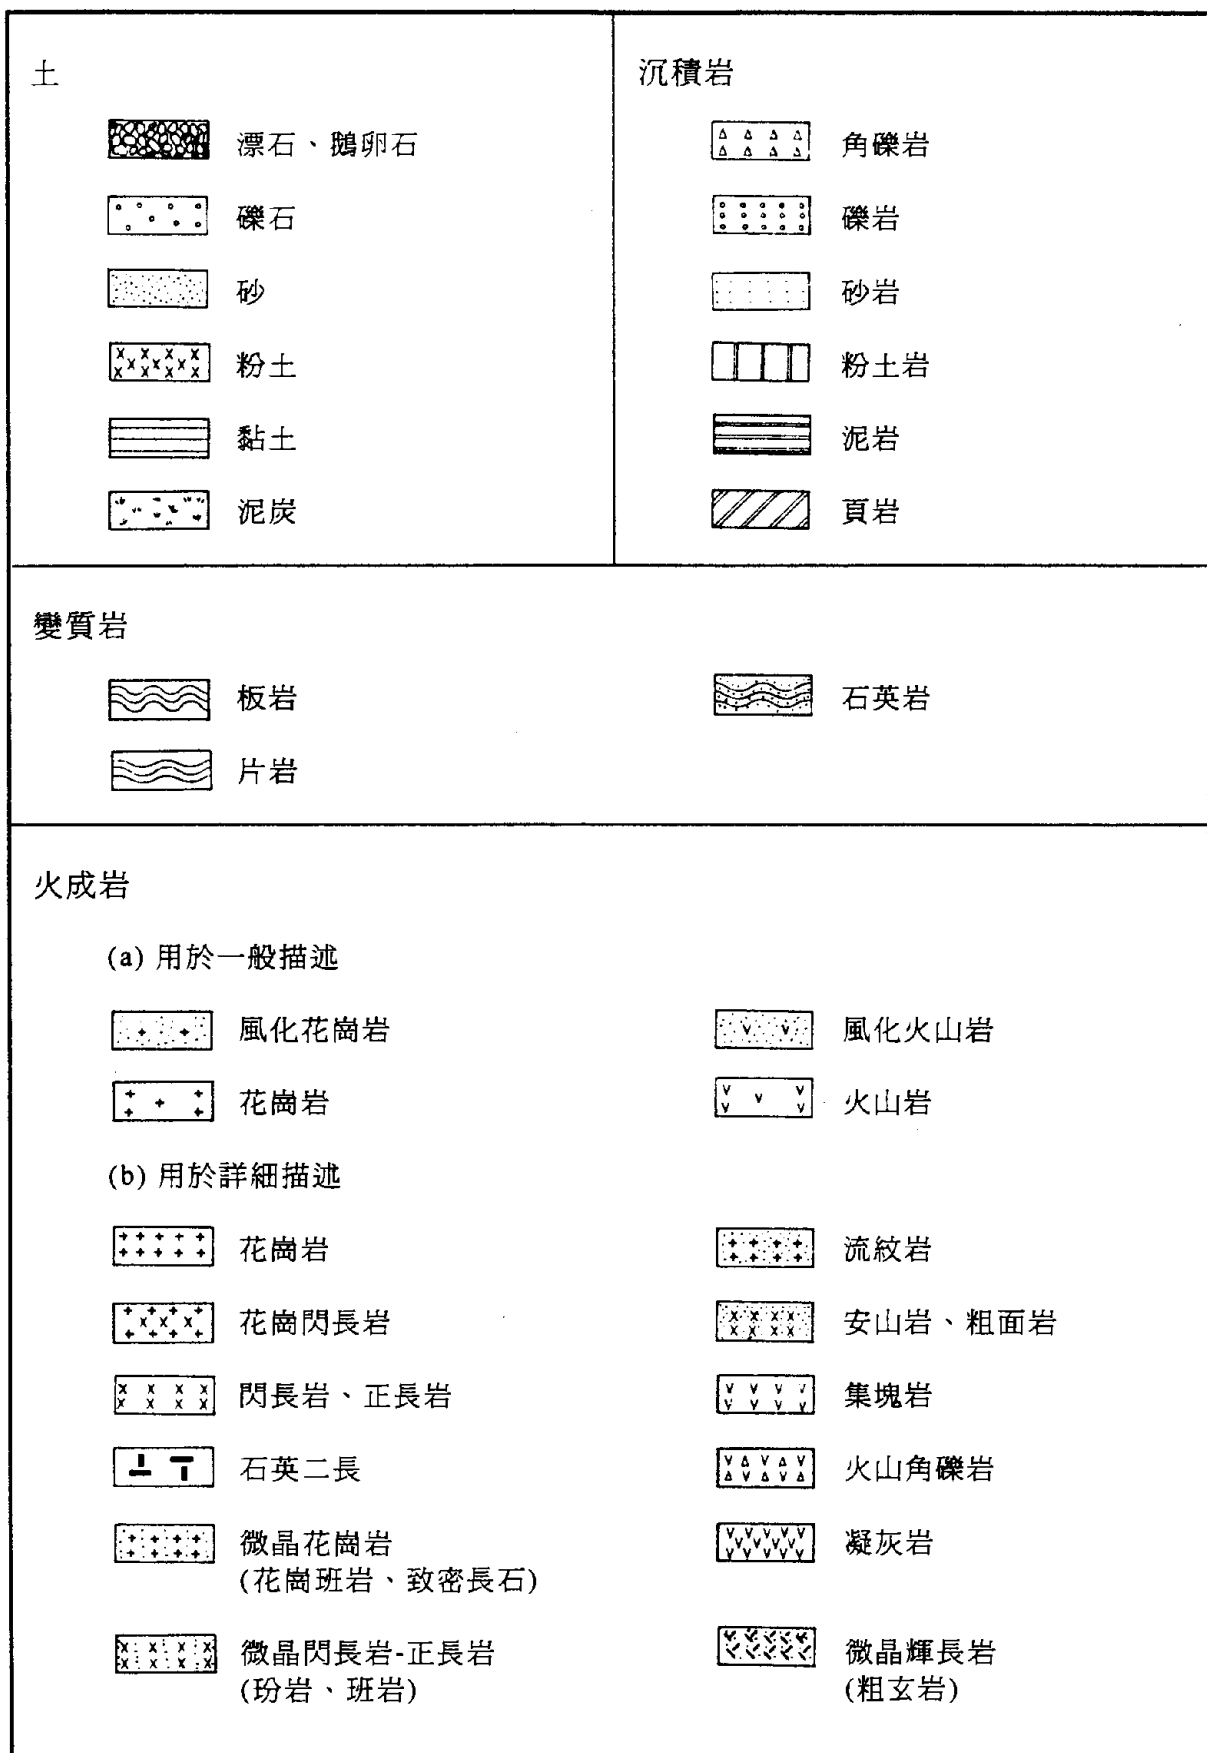 土
漂石、鵝卵石
礫石
砂
粉土
黏土
泥炭
沉積岩
角礫岩
礫岩
砂岩
粉土岩
泥岩
頁岩
變質岩
板岩
石英岩
片岩
火成岩
(a) 用於一般描述
風化花崗岩
風化火山岩
花崗岩
火山岩
(b) 用於詳細描述
花崗岩
流紋岩
花崗閃長岩
安山岩、粗面岩
閃長岩、正長岩
集塊岩
石英二長
火山角礫岩
微晶花崗岩
(花崗班岩、致密長石)
凝灰岩
微晶閃長岩-正長岩
(玢岩、班岩)
微晶輝長岩
(粗玄岩)